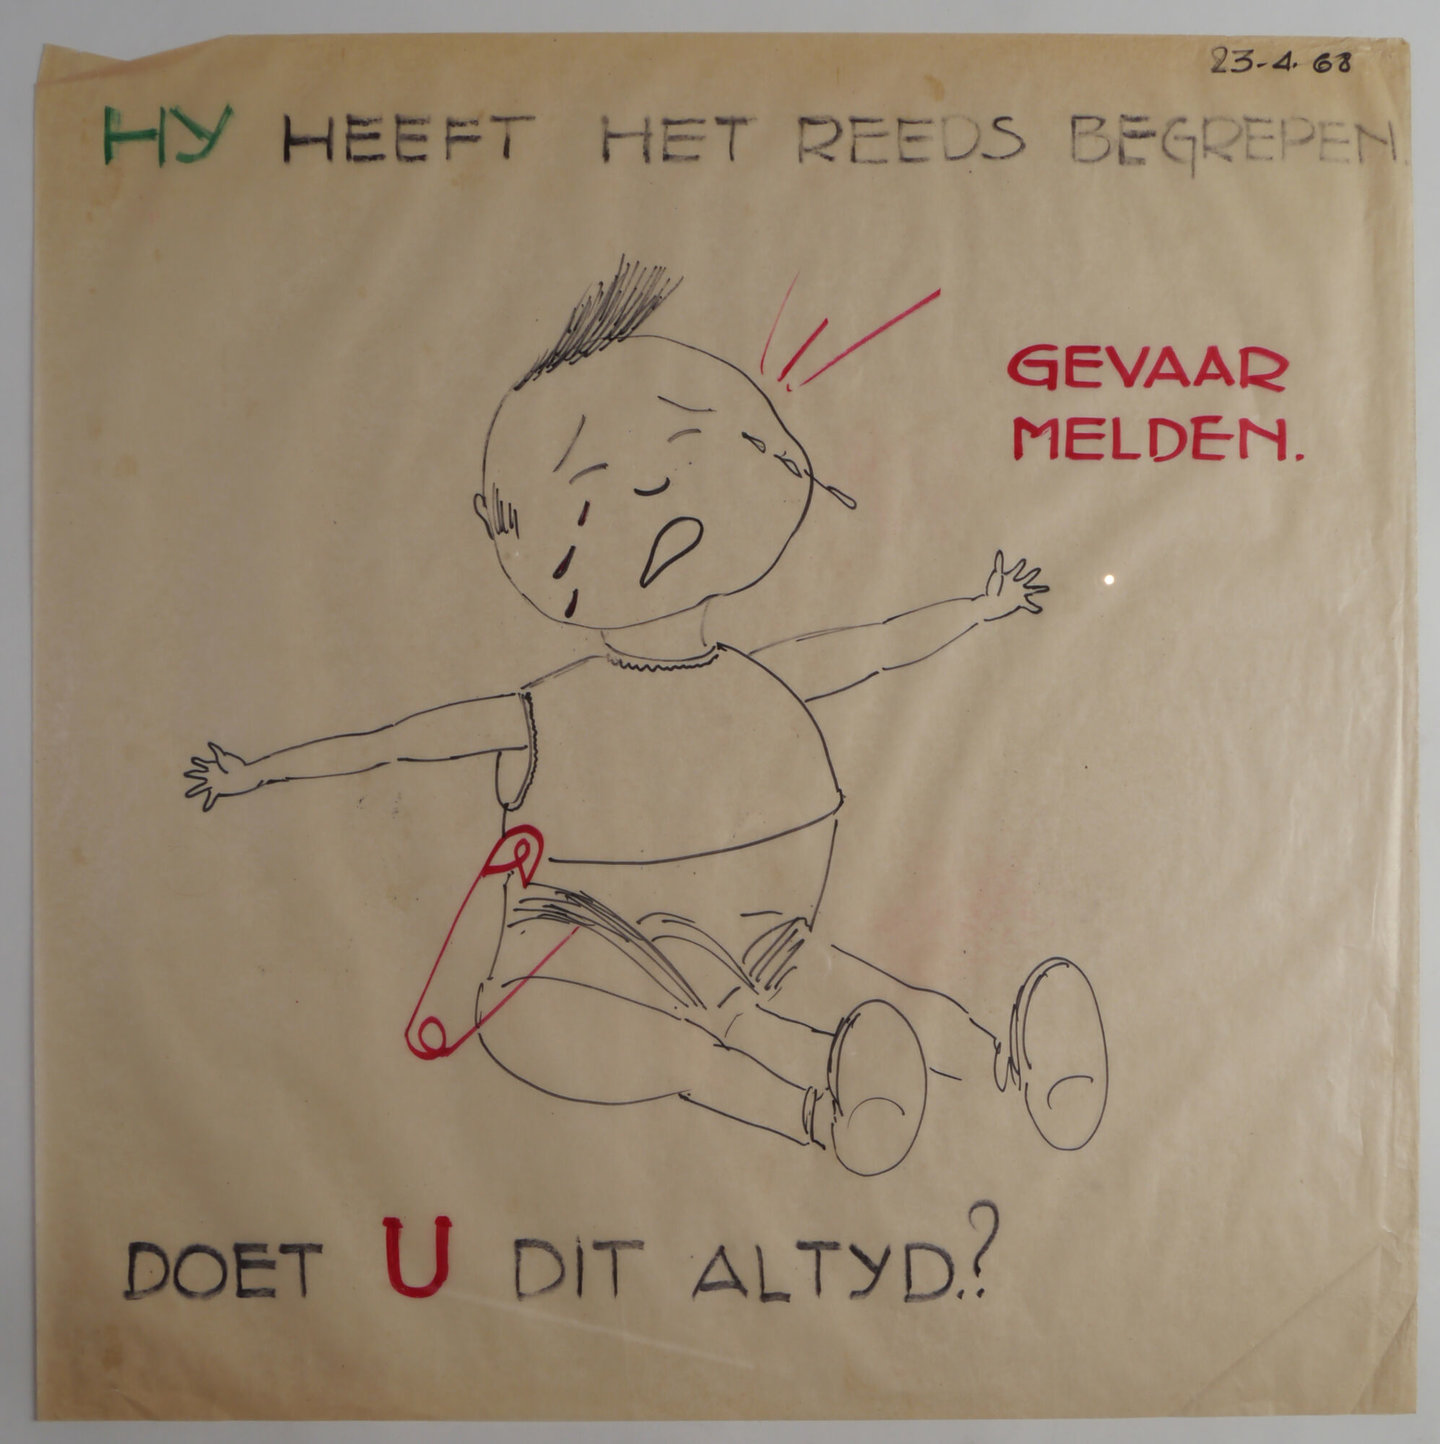 23-4-68
HY HEEFT HET REEDS BEGREPEN.
GEVAAR
MELDEN.
DOET U DIT ALTYD.?